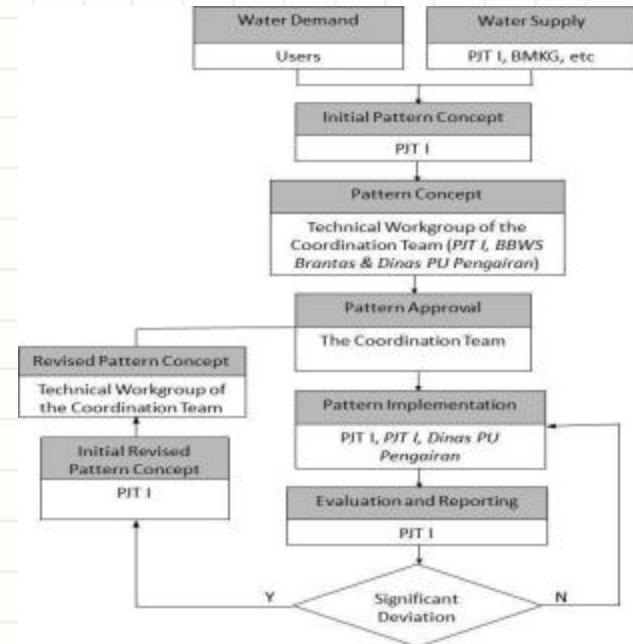 Water Demand
Users
Water Supply
PJT I, BMKG, etc
Initial Pattern Concept
PJT I
Pattern Concept
Technical Workgroup of the
Coordination Team (PJT I, BBWS
Brantas & Dinas PU Pengairan)
Pattern Approval
The Coordination Team
Revised Pattern Concept
Technical Workgroup of
the Coordination Team
Pattern Implementation
PJT I, PJT I, Dinas PU
Pengairan
Initial Revised
Pattern Concept
PJT I
Evaluation and Reporting
PJT I
Y
Significant
Deviation
N